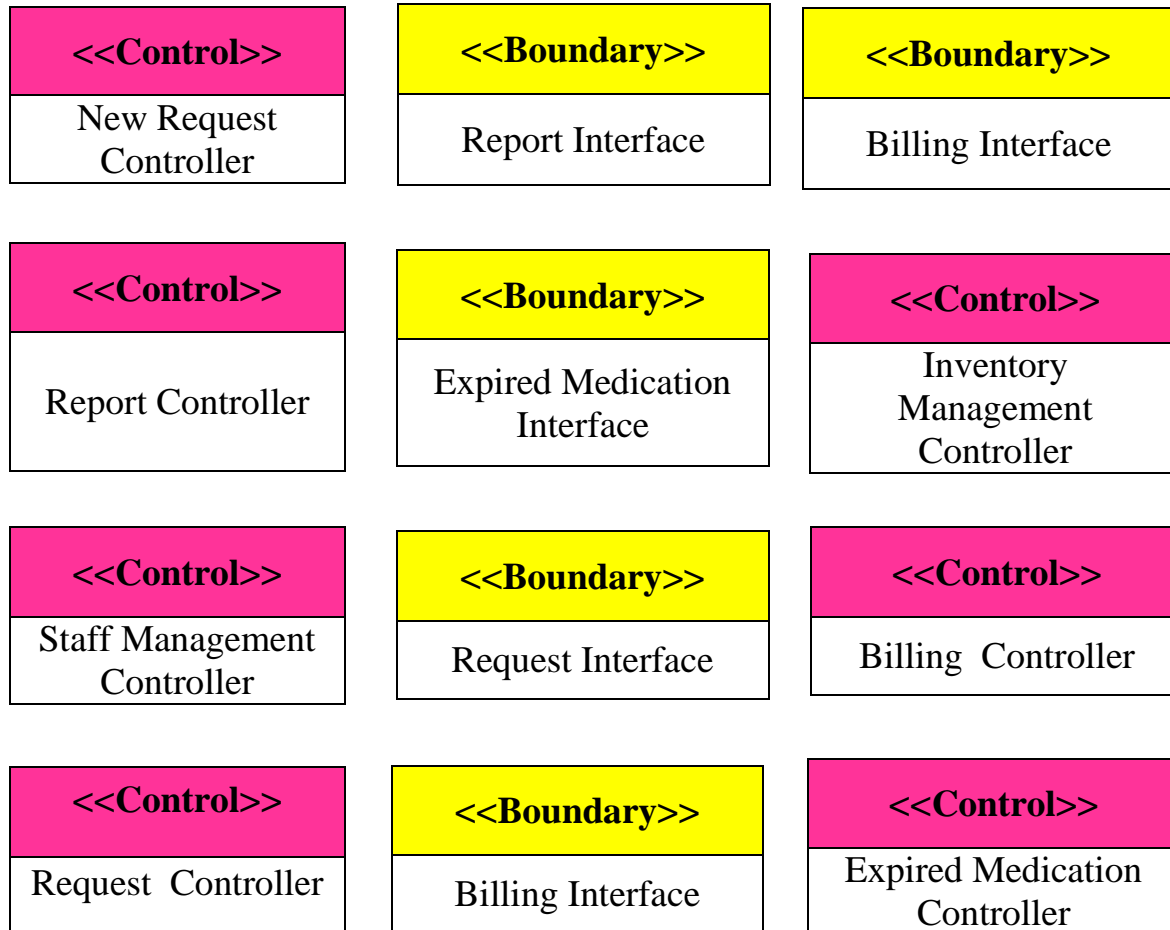 <<Control>>
New Request
Controller
<<Boundary>>
Report Interface
<<Boundary>>
Billing Interface
<<Control>>
Report Controller
<<Boundary>>
Expired Medication
Interface
<<Control>>
Inventory
Management
Controller
<<Control>>
Staff Management
Controller
<<Boundary>>
Request Interface
<<Control>>
Billing  Controller
<<Control>>
Request  Controller
<<Boundary>>
Billing Interface
<<Control>>
Expired Medication
Controller